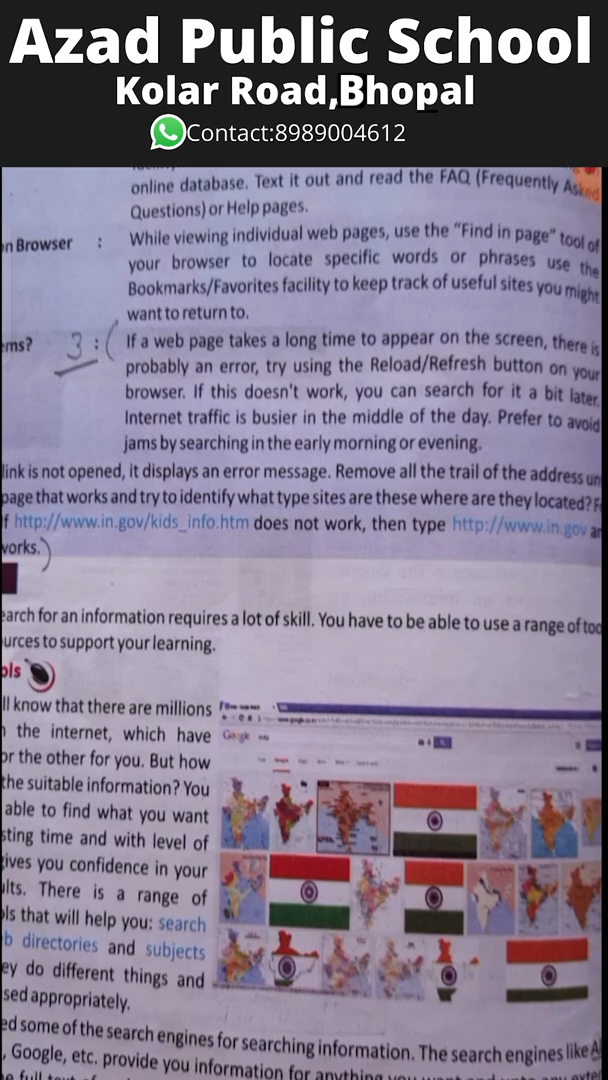 Azad Public School
Kolar Road,Bhopal
Contact:8989004612
online database. Text it out and read the FAQ (Frequently Asked
Questions) or Help pages.
n Browser : While viewing individual web pages, use the “Find in page” tool of
your browser to locate specific words or phrases use the
Bookmarks/Favorites facility to keep track of useful sites you might
want to return to.
ms? 3 : ( If a web page takes a long time to appear on the screen, there is
probably an error, try using the Reload/Refresh button on your
browser. If this doesn't work, you can search for it a bit later.
Internet traffic is busier in the middle of the day. Prefer to avoid
jams by searching in the early morning or evening.
link is not opened, it displays an error message. Remove all the trail of the address un
page that works and try to identify what type sites are these where are they located? F
f http://www.in.gov/kids_info.htm does not work, then type http://www.in.gov an
works. )
earch for an information requires a lot of skill. You have to be able to use a range of too
urces to support your learning.
ols
ll know that there are millions
n the internet, which have
or the other for you. But how
the suitable information? You
able to find what you want
sting time and with level of
gives you confidence in your
ults. There is a range of
ols that will help you: search
b directories and subjects
ey do different things and
sed appropriately.
Google
ed some of the search engines for searching information. The search engines like Al
, Google, etc. provide you information for anything you want
full text of